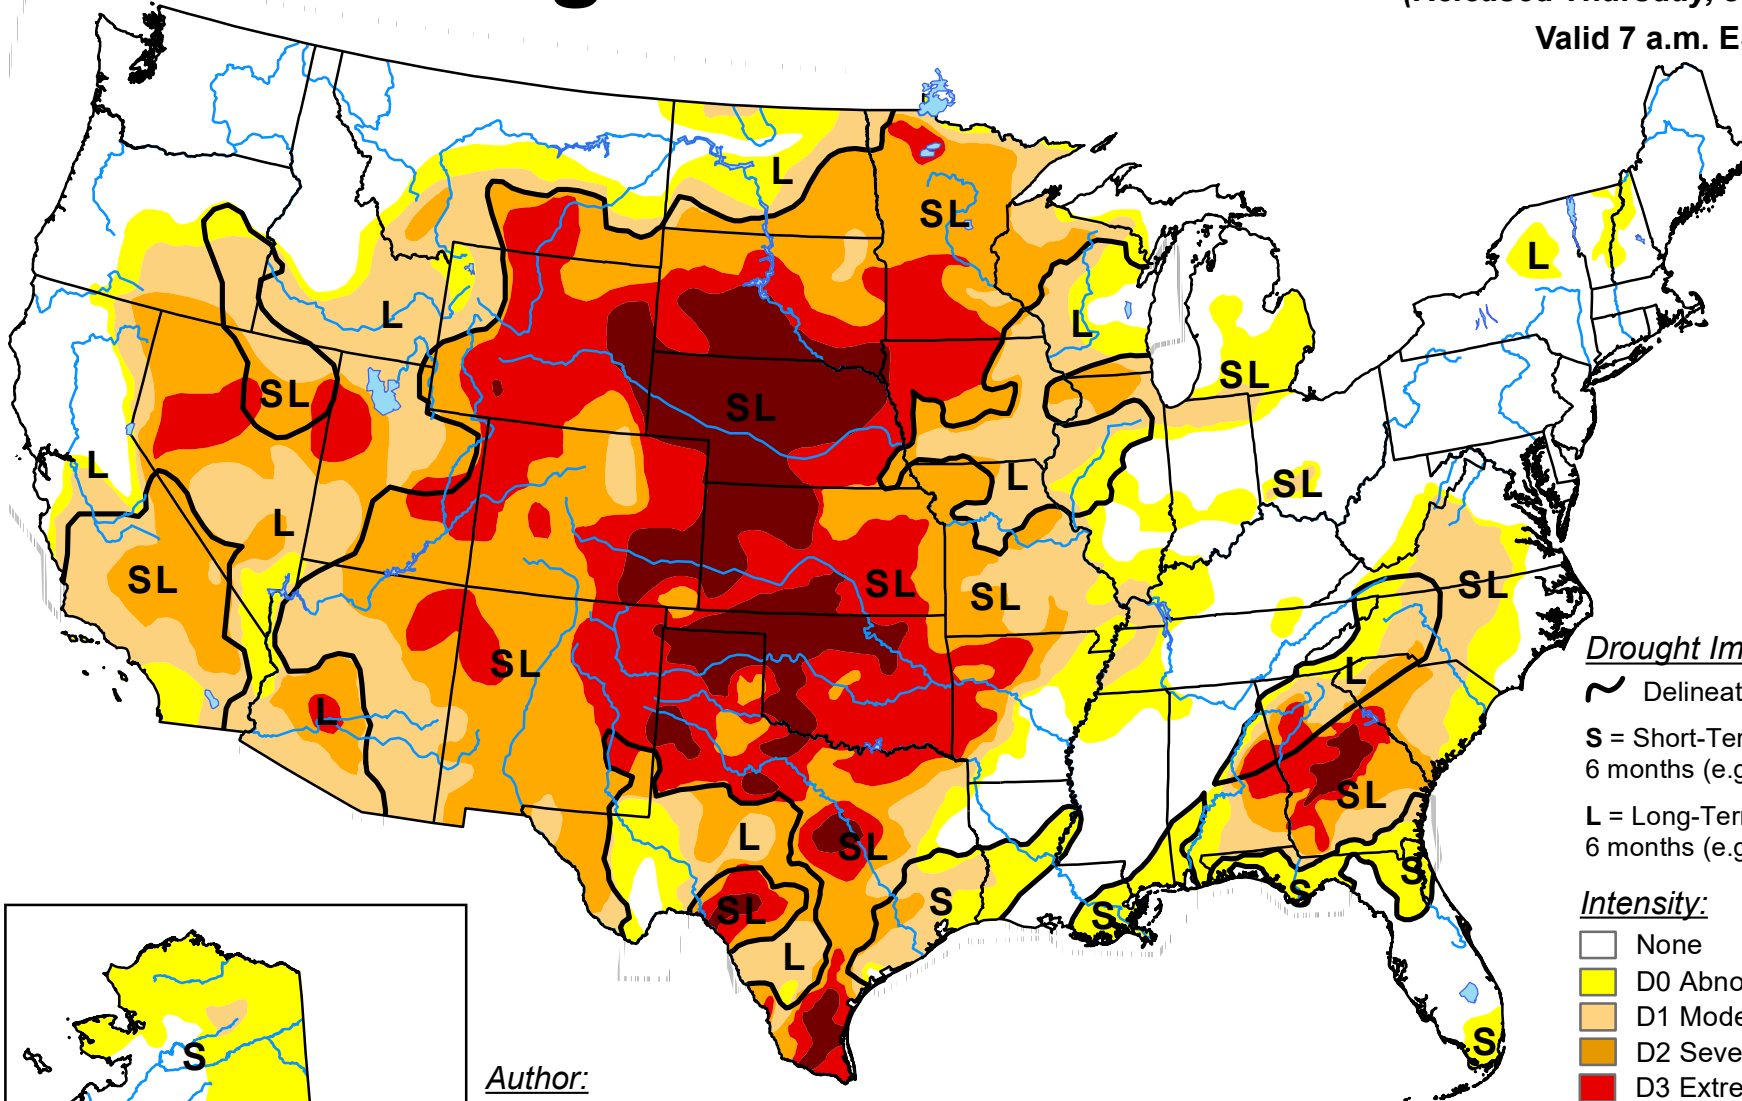 Valid 7 a.m. E
L
SL
L
L
L
SL
SL
SL
L
SL
L
L
SL
SL
SL
SL
SL
L
SL
L
L
SL
L
SL
SL
L
S
S
S
S
L
S
S
Drought Im
Delineat
S = Short-Ter
6 months (e.g
L = Long-Ter
6 months (e.g
Intensity:
None
D0 Abno
D1 Mode
D2 Seve
D3 Extre
Author: